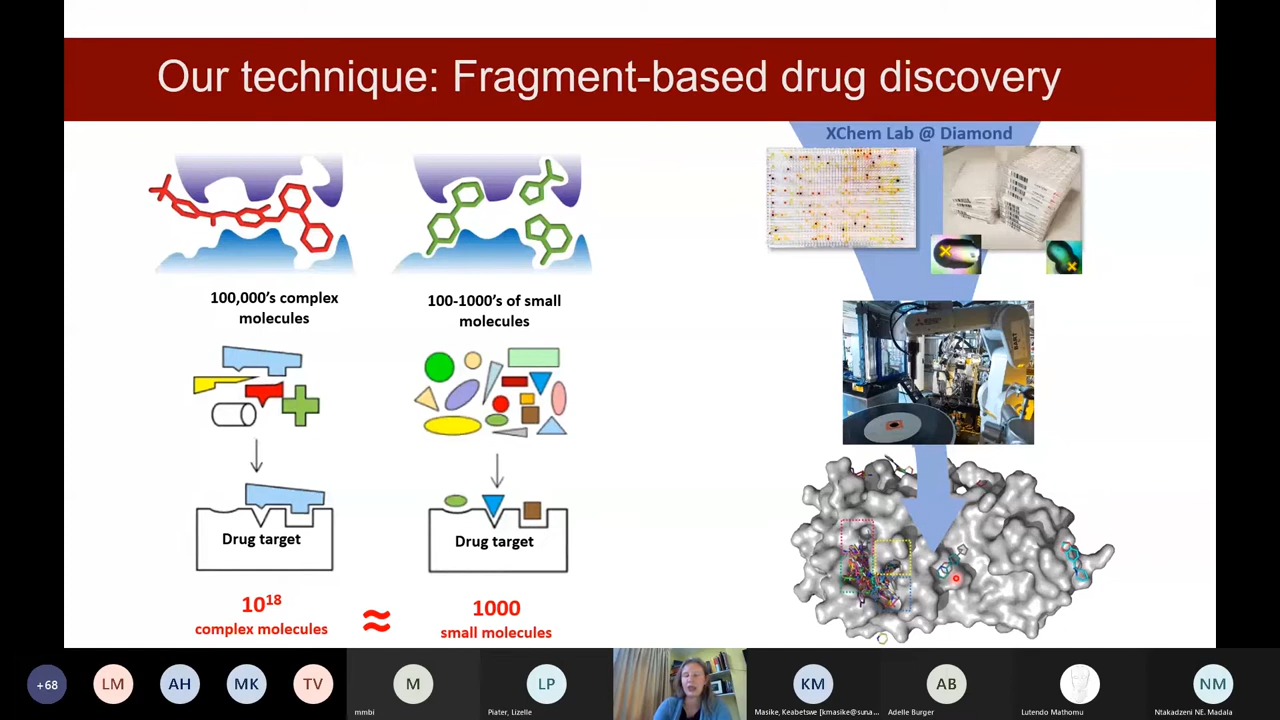 Our technique: Fragment-based drug discovery
XChem Lab @ Diamond
100,000's complex
molecules
100-1000's of small
molecules
Drug target
Drug target
10¹⁸
complex molecules
≈
1000
small molecules
+68
LM
AH
MK
TV
M
mmbi
LP
Piater, Lizelle
KM
Masike, Keabetswe [kmasike@suna...
AB
Adelle Burger
Lutendo Mathomu
NM
Ntakadzeni NE. Madala